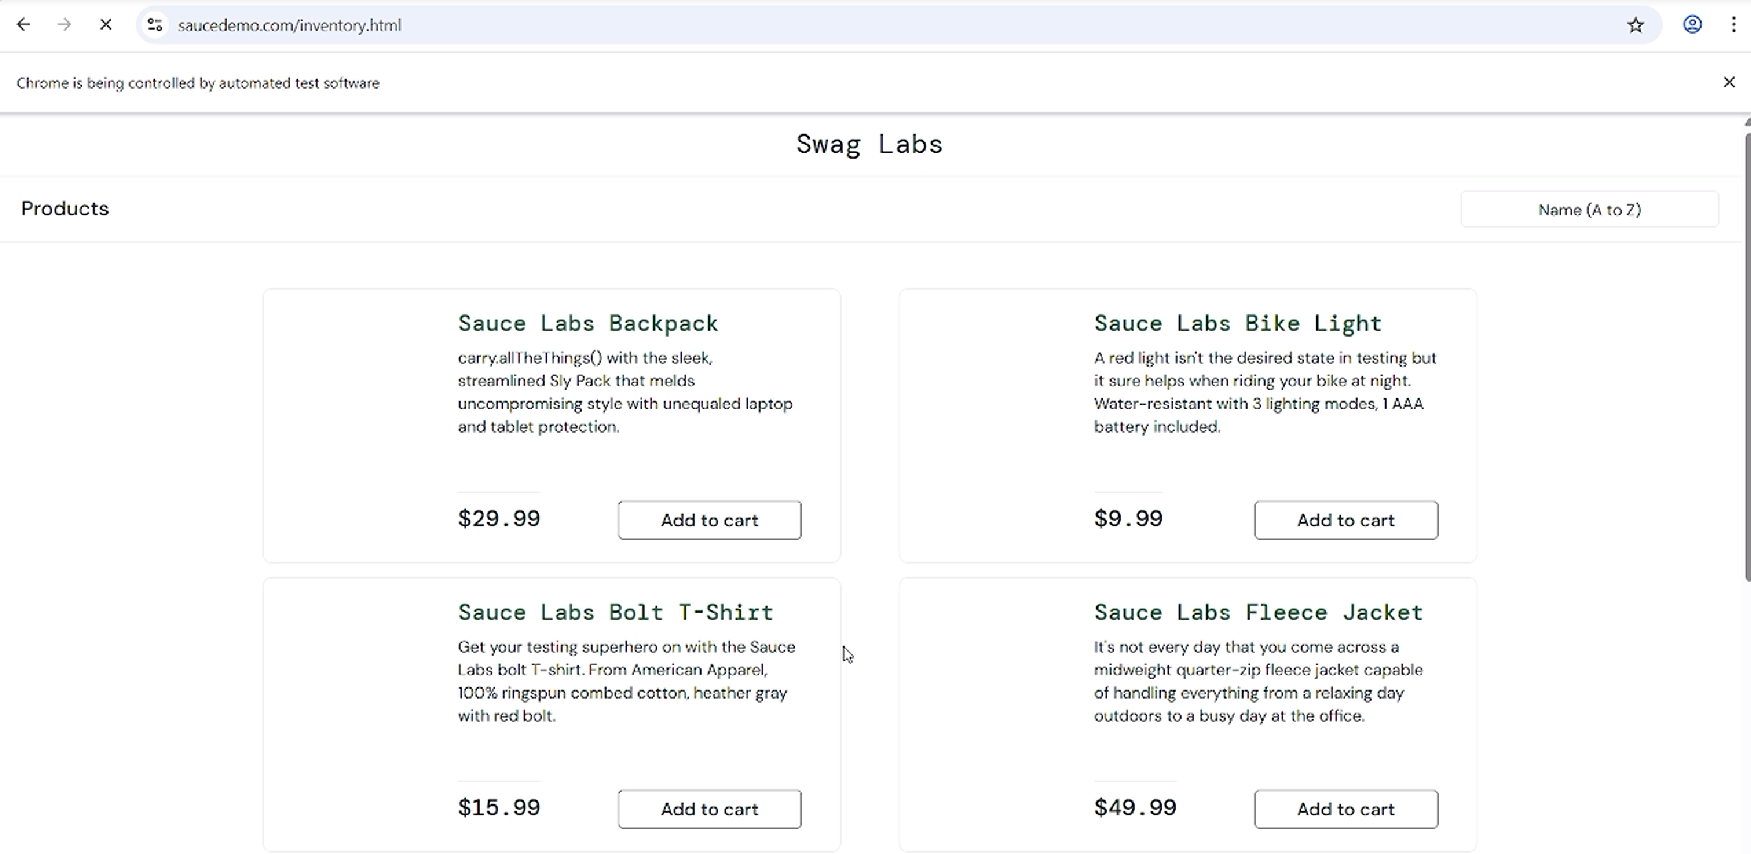 saucedemo.com/inventory.html
Chrome is being controlled by automated test software
Swag Labs
Products
Name (A to Z)
Sauce Labs Backpack
carry.allTheThings() with the sleek,
streamlined Sly Pack that melds
uncompromising style with unequaled laptop
and tablet protection.
$29.99
Add to cart
Sauce Labs Bike Light
A red light isn't the desired state in testing but
it sure helps when riding your bike at night.
Water-resistant with 3 lighting modes, 1 AAA
battery included.
$9.99
Add to cart
Sauce Labs Bolt T-Shirt
Get your testing superhero on with the Sauce
Labs bolt T-shirt. From American Apparel,
100% ringspun combed cotton, heather gray
with red bolt.
$15.99
Add to cart
Sauce Labs Fleece Jacket
It's not every day that you come across a
midweight quarter-zip fleece jacket capable
of handling everything from a relaxing day
outdoors to a busy day at the office.
$49.99
Add to cart